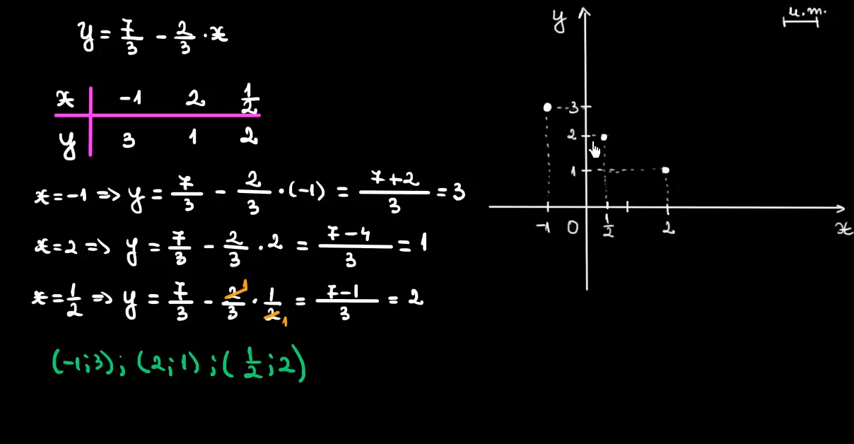 y = 7/3 - 2/3 · x
x -1 2 1/2
y 3 1 2
x = -1 => y = 7/3 - 2/3 · (-1) = (7+2)/3 = 3
x = 2 => y = 7/3 - 2/3 · 2 = (7-4)/3 = 1
x = 1/2 => y = 7/3 - 2/3 · 1/2 = (7-1)/3 = 2
1
1
(-1;3); (2;1); (1/2;2)
y
u.m.
3
2
1
-1 0 1/2 2 x